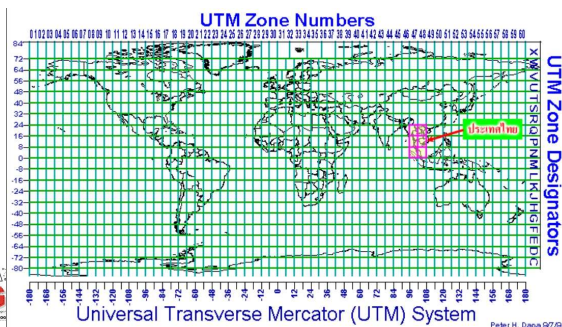 UTM Zone Numbers
01 02 03 04 05 06 07 08 09 10 11 12 13 14 15 16 17 18 19 20 21 22 23 24 25 26 27 28 29 30 31 32 33 34 35 36 37 38 39 40 41 42 43 44 45 46 47 48 49 50 51 52 53 54 55 56 57 58 59 60
84
72
64
56
48
40
32
24
16
8
0
-8
-16
-24
-32
-40
-48
-56
-64
-72
-80
X W V U T S R Q P N M L K J H G F E D C
UTM Zone Designators
ประเทศไทย
-180 -168 -156 -144 -132 -120 -108 -96 -84 -72 -60 -48 -36 -24 -12 0 12 24 36 48 60 72 84 96 108 120 132 144 156 168 180
Universal Transverse Mercator (UTM) System
Peter H. Dana 9/7/9